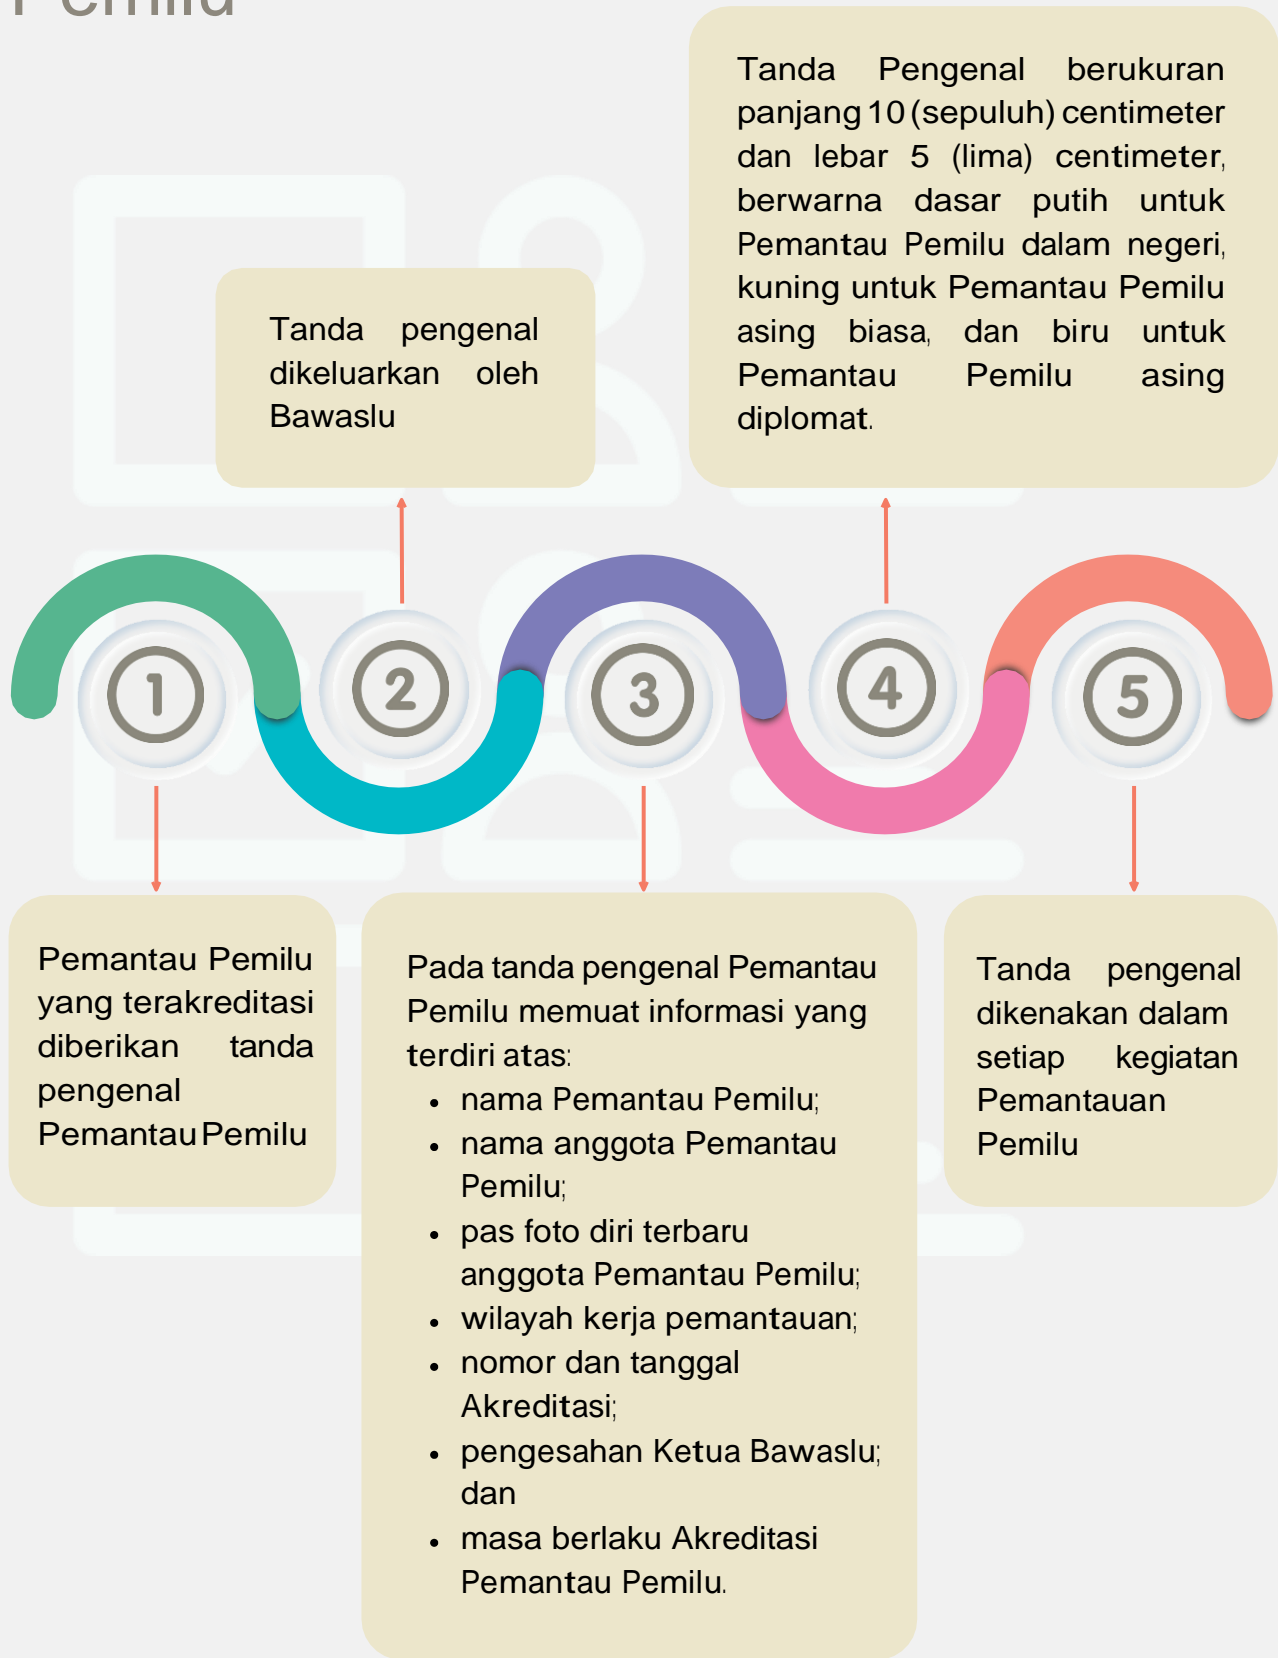 Pemilu
Tanda Pengenal berukuran
panjang 10 (sepuluh) centimeter
dan lebar 5 (lima) centimeter,
berwarna dasar putih untuk
Pemantau Pemilu dalam negeri,
kuning untuk Pemantau Pemilu
asing biasa, dan biru untuk
Pemantau Pemilu asing
diplomat.
Tanda pengenal
dikeluarkan oleh
Bawaslu
1
2
3
4
5
Pemantau Pemilu
yang terakreditasi
diberikan tanda
pengenal
Pemantau Pemilu
Pada tanda pengenal Pemantau
Pemilu memuat informasi yang
terdiri atas:
• nama Pemantau Pemilu;
• nama anggota Pemantau
Pemilu;
• pas foto diri terbaru
anggota Pemantau Pemilu;
• wilayah kerja pemantauan;
• nomor dan tanggal
Akreditasi;
• pengesahan Ketua Bawaslu;
dan
• masa berlaku Akreditasi
Pemantau Pemilu.
Tanda pengenal
dikenakan dalam
setiap kegiatan
Pemantauan
Pemilu